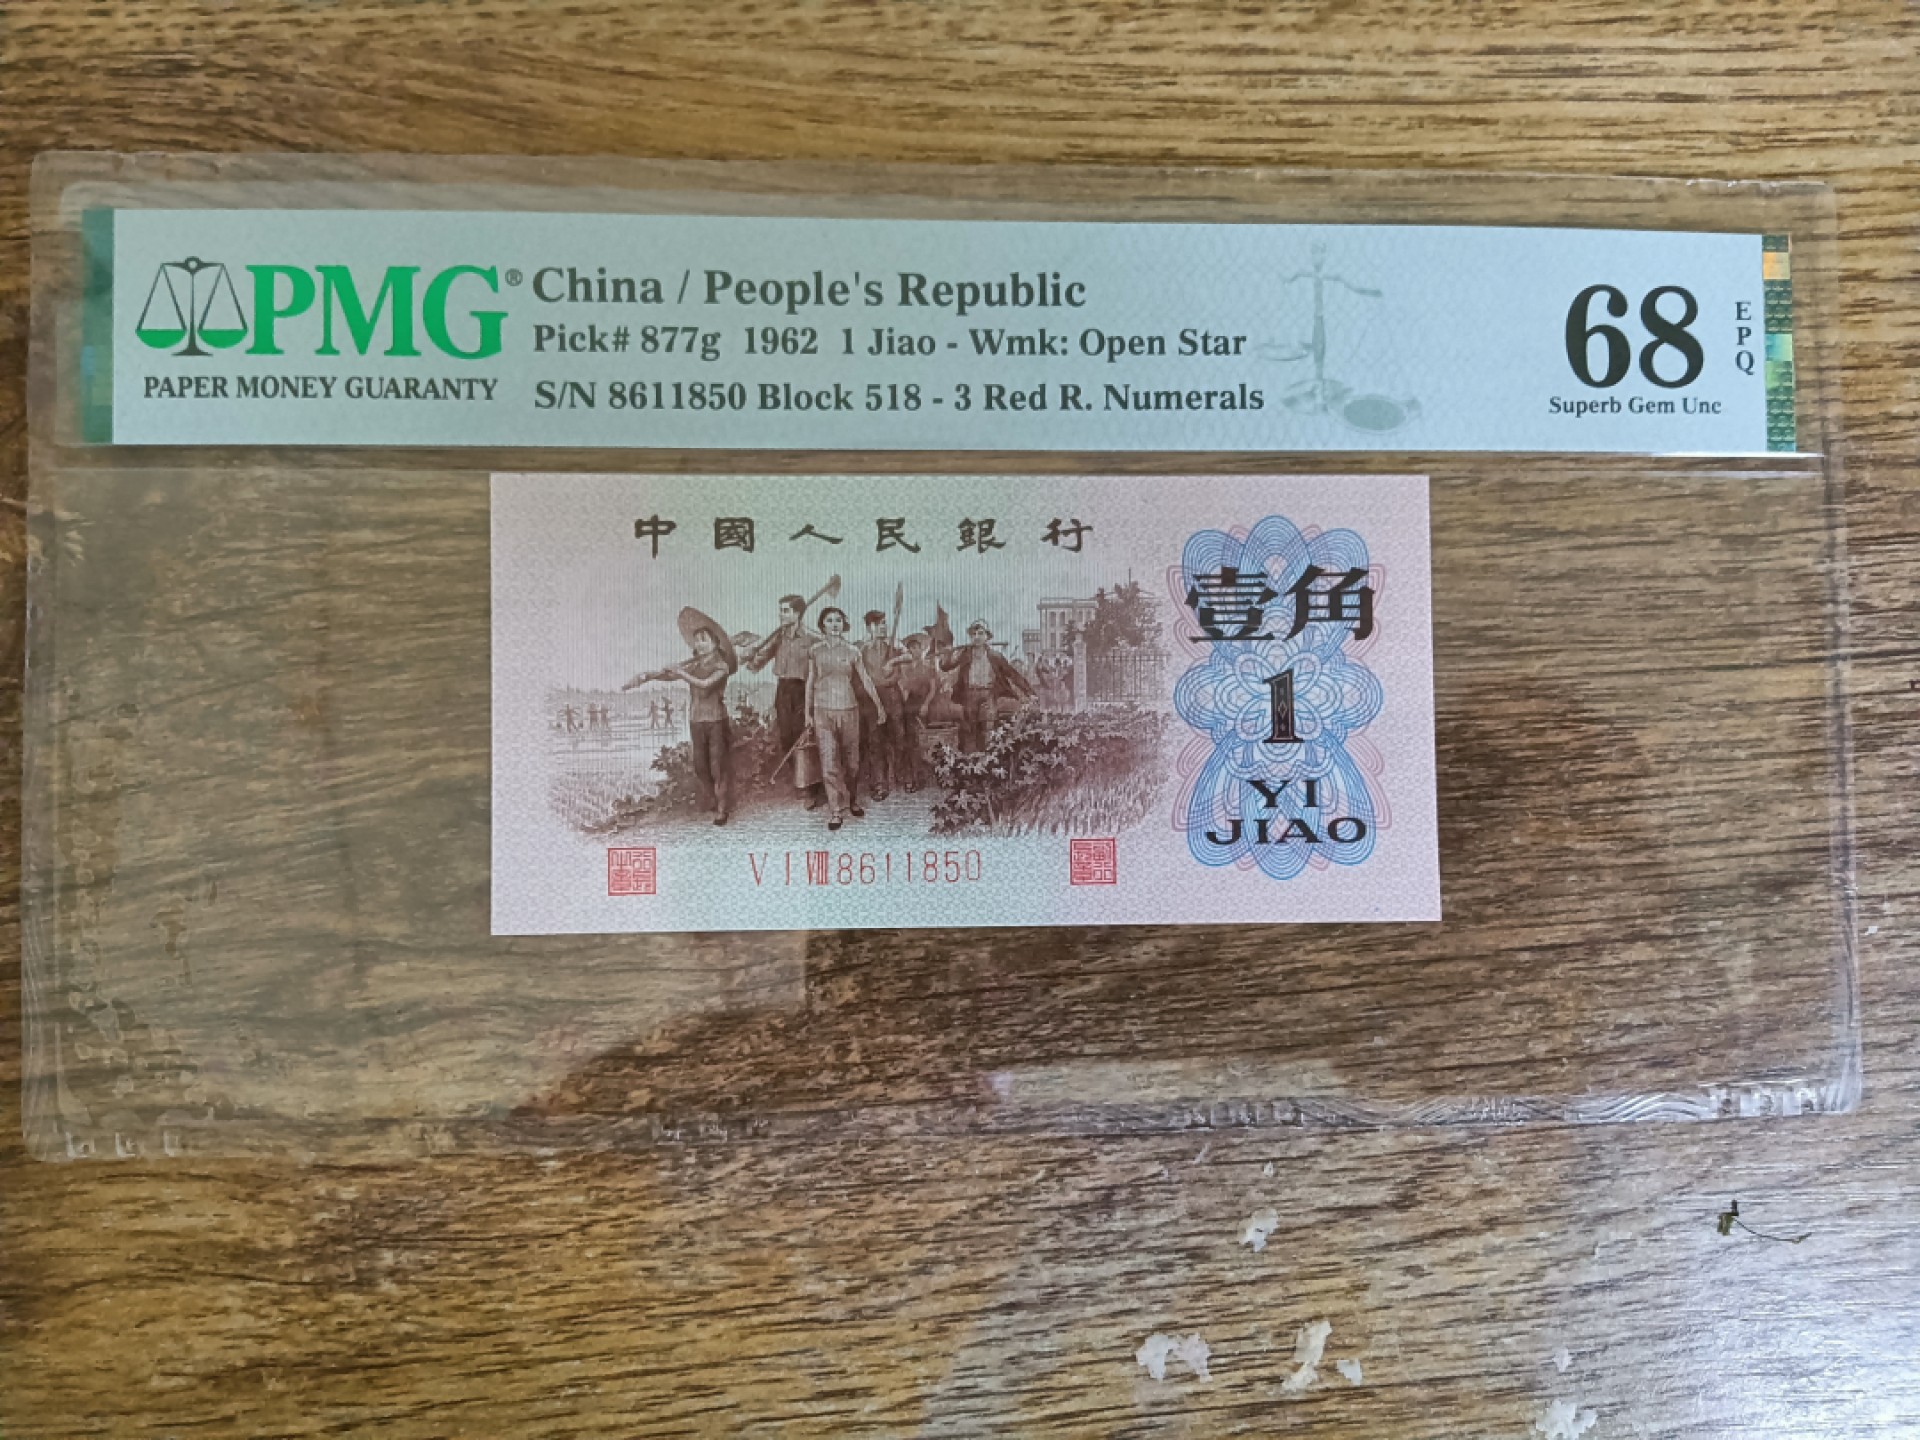 PMG®
PAPER MONEY GUARANTY
China / People's Republic
Pick# 877g 1962 1 Jiao - Wmk: Open Star
S/N 8611850 Block 518 - 3 Red R. Numerals
68
EPQ
Superb Gem Unc
中國人民銀行
壹角
1
YI
JIAO
V I VIII 8611850